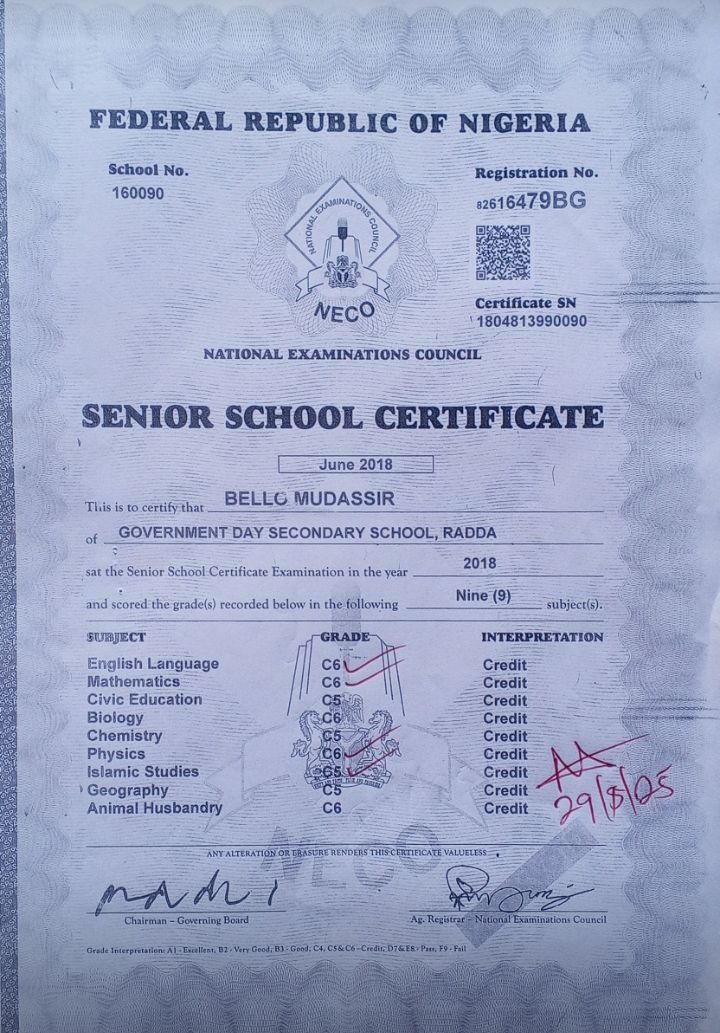 FEDERAL REPUBLIC OF NIGERIA
School No.
160090
Registration No.
82616479BG
NATIONAL EXAMINATIONS COUNCIL
NECO
Certificate SN
1804813990090
NATIONAL EXAMINATIONS COUNCIL
SENIOR SCHOOL CERTIFICATE
June 2018
This is to certify that BELLO MUDASSIR
of GOVERNMENT DAY SECONDARY SCHOOL, RADDA
sat the Senior School Certificate Examination in the year 2018
and scored the grade(s) recorded below in the following Nine (9) subject(s).
SUBJECT GRADE INTERPRETATION
English Language C6 Credit
Mathematics C6 Credit
Civic Education C5 Credit
Biology C6 Credit
Chemistry C5 Credit
Physics C6 Credit
Islamic Studies C5 Credit
Geography C5 Credit
Animal Husbandry C6 Credit
29/8/05
NECO
ANY ALTERATION OR ERASURE RENDERS THIS CERTIFICATE VALUELESS
Chairman – Governing Board
Ag. Registrar – National Examinations Council
Grade Interpretation: A1 - Excellent, B2 - Very Good, B3 - Good, C4, C5 & C6 – Credit, D7 & E8 - Pass, F9 - Fail